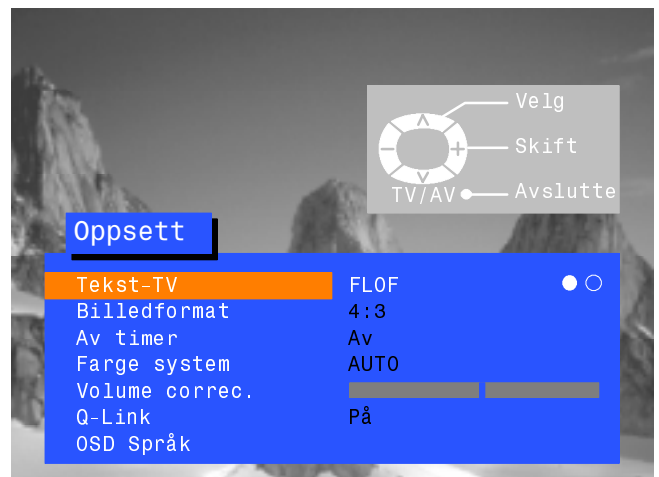 Velg
Skift
TV/AV Avslutte
Oppsett
Tekst-TV FLOF
Billedformat 4:3
Av timer Av
Farge system AUTO
Volume correc.
Q-Link På
OSD Språk